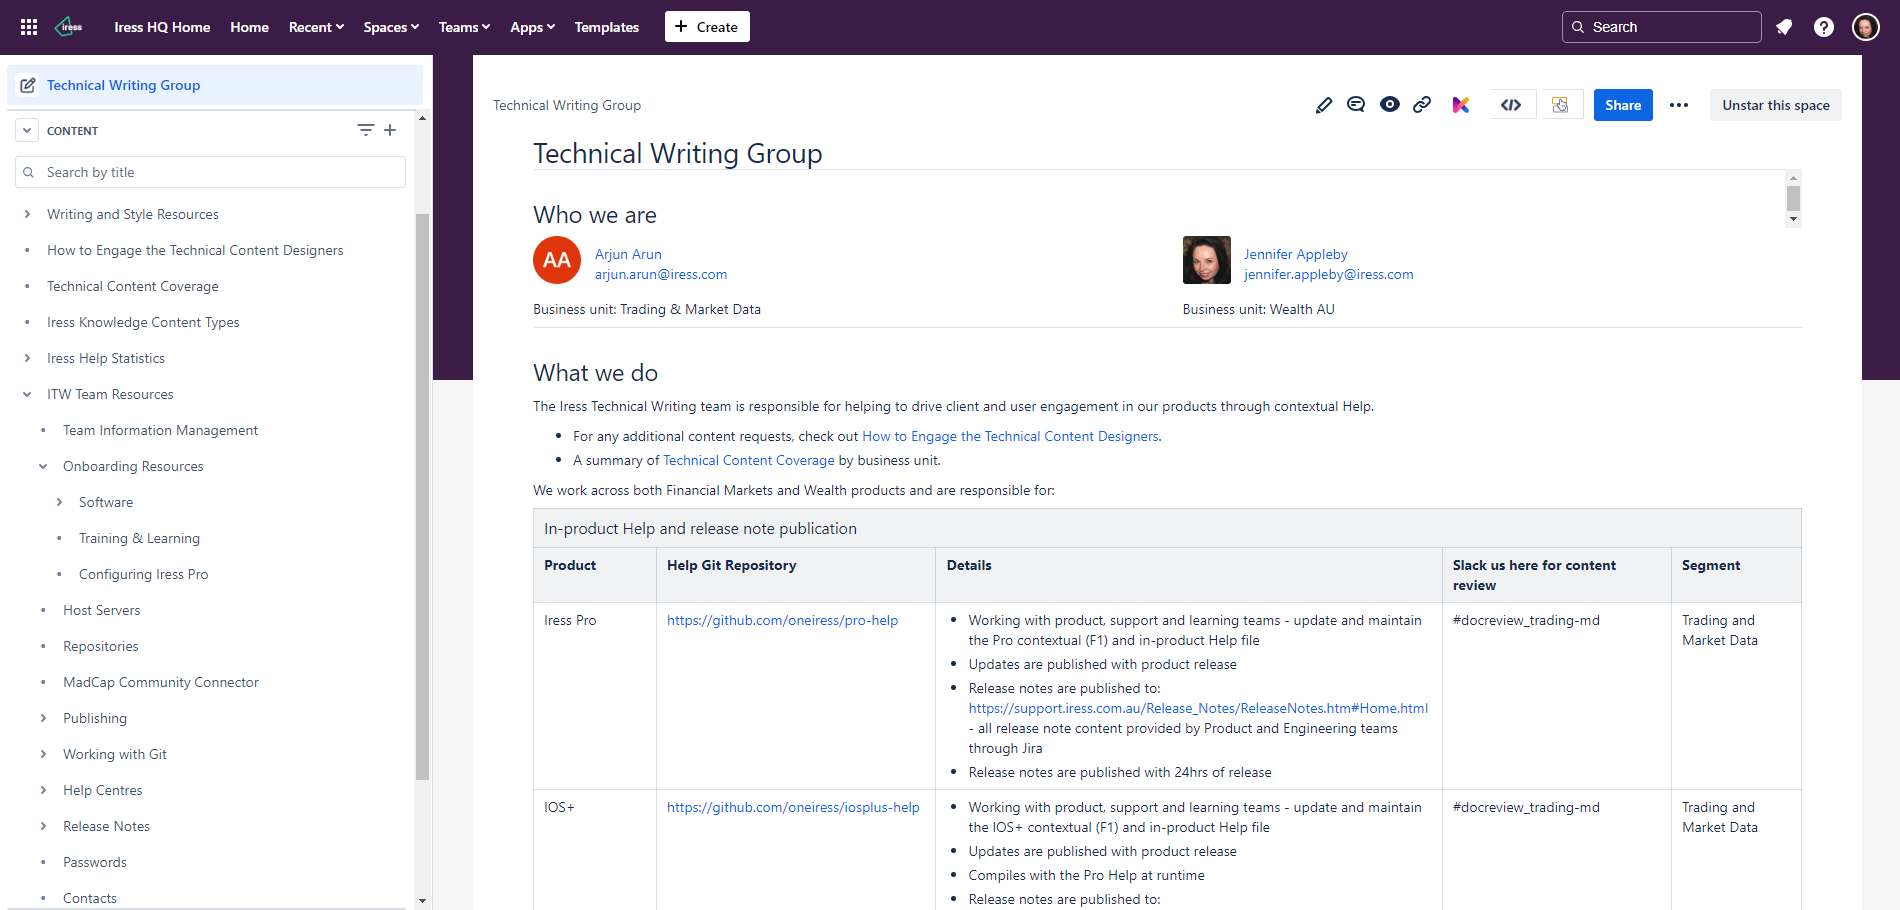 iress
Iress HQ Home
Home
Recent
Spaces
Teams
Apps
Templates
+ Create
Search
Technical Writing Group
CONTENT
Search by title
Writing and Style Resources
How to Engage the Technical Content Designers
Technical Content Coverage
Iress Knowledge Content Types
Iress Help Statistics
ITW Team Resources
Team Information Management
Onboarding Resources
Software
Training & Learning
Configuring Iress Pro
Host Servers
Repositories
MadCap Community Connector
Publishing
Working with Git
Help Centres
Release Notes
Passwords
Contacts
Technical Writing Group
Share
Unstar this space
Technical Writing Group
Who we are
AA
Arjun Arun
arjun.arun@iress.com
Business unit: Trading & Market Data
Jennifer Appleby
jennifer.appleby@iress.com
Business unit: Wealth AU
What we do
The Iress Technical Writing team is responsible for helping to drive client and user engagement in our products through contextual Help.
• For any additional content requests, check out How to Engage the Technical Content Designers.
• A summary of Technical Content Coverage by business unit.
We work across both Financial Markets and Wealth products and are responsible for:
In-product Help and release note publication
Product
Help Git Repository
Details
Slack us here for content
review
Segment
Iress Pro
https://github.com/oneiress/pro-help
• Working with product, support and learning teams - update and maintain
the Pro contextual (F1) and in-product Help file
• Updates are published with product release
• Release notes are published to:
https://support.iress.com.au/Release_Notes/ReleaseNotes.htm#Home.html
- all release note content provided by Product and Engineering teams
through Jira
• Release notes are published with 24hrs of release
#docreview_trading-md
Trading and
Market Data
IOS+
https://github.com/oneiress/iosplus-help
• Working with product, support and learning teams - update and maintain
the IOS+ contextual (F1) and in-product Help file
• Updates are published with product release
• Compiles with the Pro Help at runtime
• Release notes are published to:
#docreview_trading-md
Trading and
Market Data